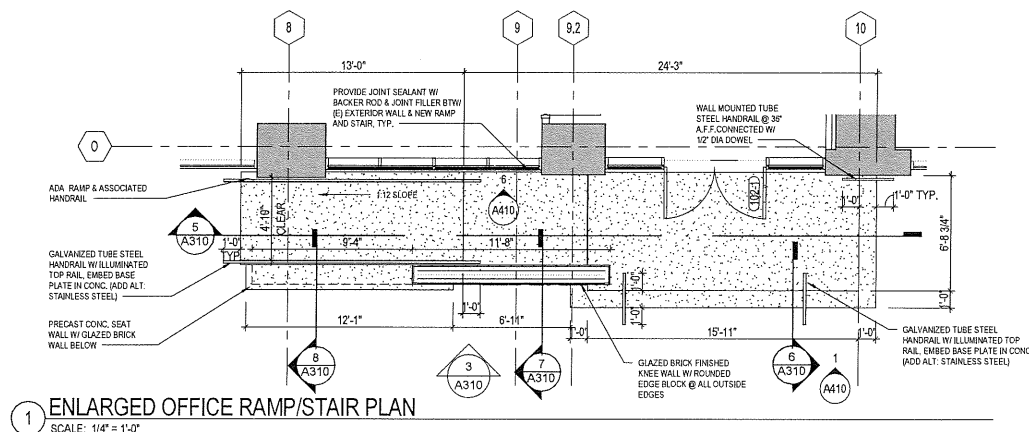 8
9
9.2
10
13'-0"
24'-3"
PROVIDE JOINT SEALANT W/
BACKER ROD & JOINT FILLER BTW/
(E) EXTERIOR WALL & NEW RAMP
AND STAIR, TYP.
WALL MOUNTED TUBE
STEEL HANDRAIL @ 36"
A.F.F.CONNECTED W/
1/2" DIA DOWEL
0
ADA RAMP & ASSOCIATED
HANDRAIL
1:12 SLOPE
6
A410
102-1
1'-0"
1'-0" TYP.
4'-10"
CLEAR
6'-8 3/4"
5
A310
1'-0"
TYP.
9'-4"
11'-8"
GALVANIZED TUBE STEEL
HANDRAIL W/ ILLUMINATED
TOP RAIL, EMBED BASE
PLATE IN CONC. (ADD ALT:
STAINLESS STEEL)
1'-0"
1'-0"
1'-0"
1'-0"
PRECAST CONC. SEAT
WALL W/ GLAZED BRICK
WALL BELOW
12'-1"
6'-11"
1'-0"
15'-11"
1'-0"
GALVANIZED TUBE STEEL
HANDRAIL W/ ILLUMINATED TOP
RAIL, EMBED BASE PLATE IN CONC
(ADD ALT: STAINLESS STEEL)
8
A310
3
A310
7
A310
GLAZED BRICK FINISHED
KNEE WALL W/ ROUNDED
EDGE BLOCK @ ALL OUTSIDE
EDGES
6
A310
1
A410
1
ENLARGED OFFICE RAMP/STAIR PLAN
SCALE: 1/4" = 1'-0"